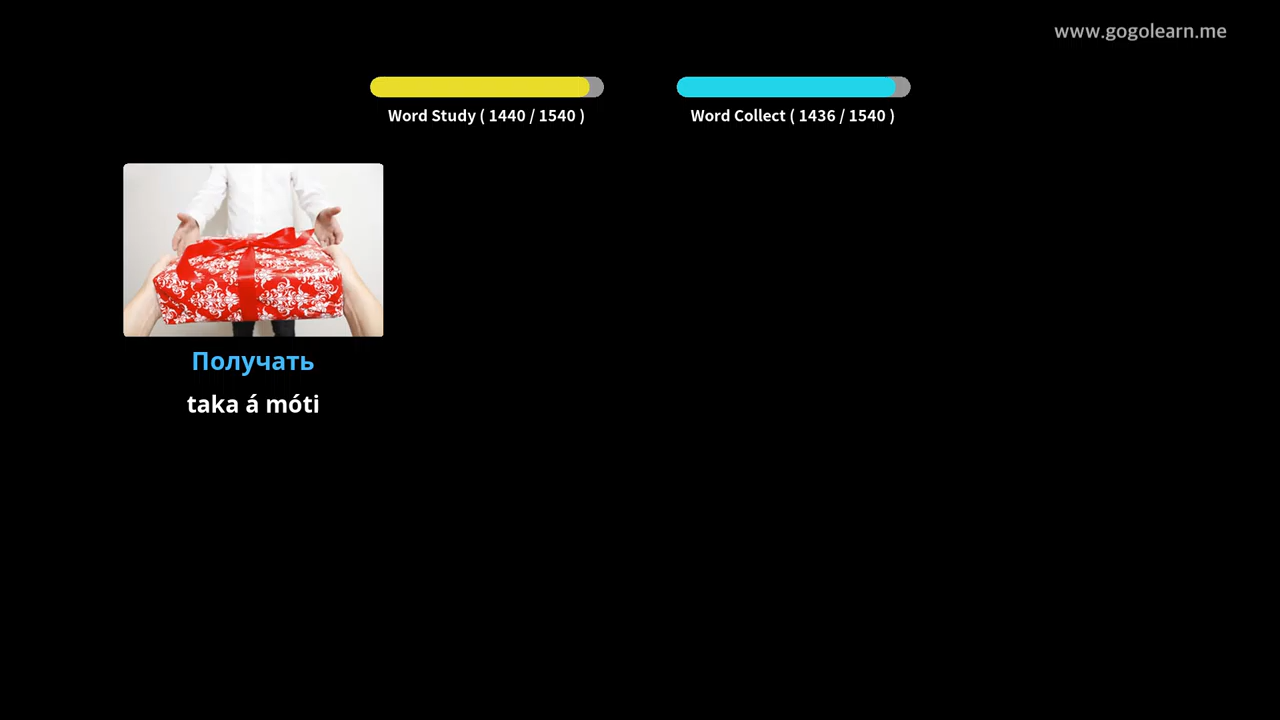 www.gogolearn.me
Word Study ( 1440 / 1540 )
Word Collect ( 1436 / 1540 )
Получать
taka á móti